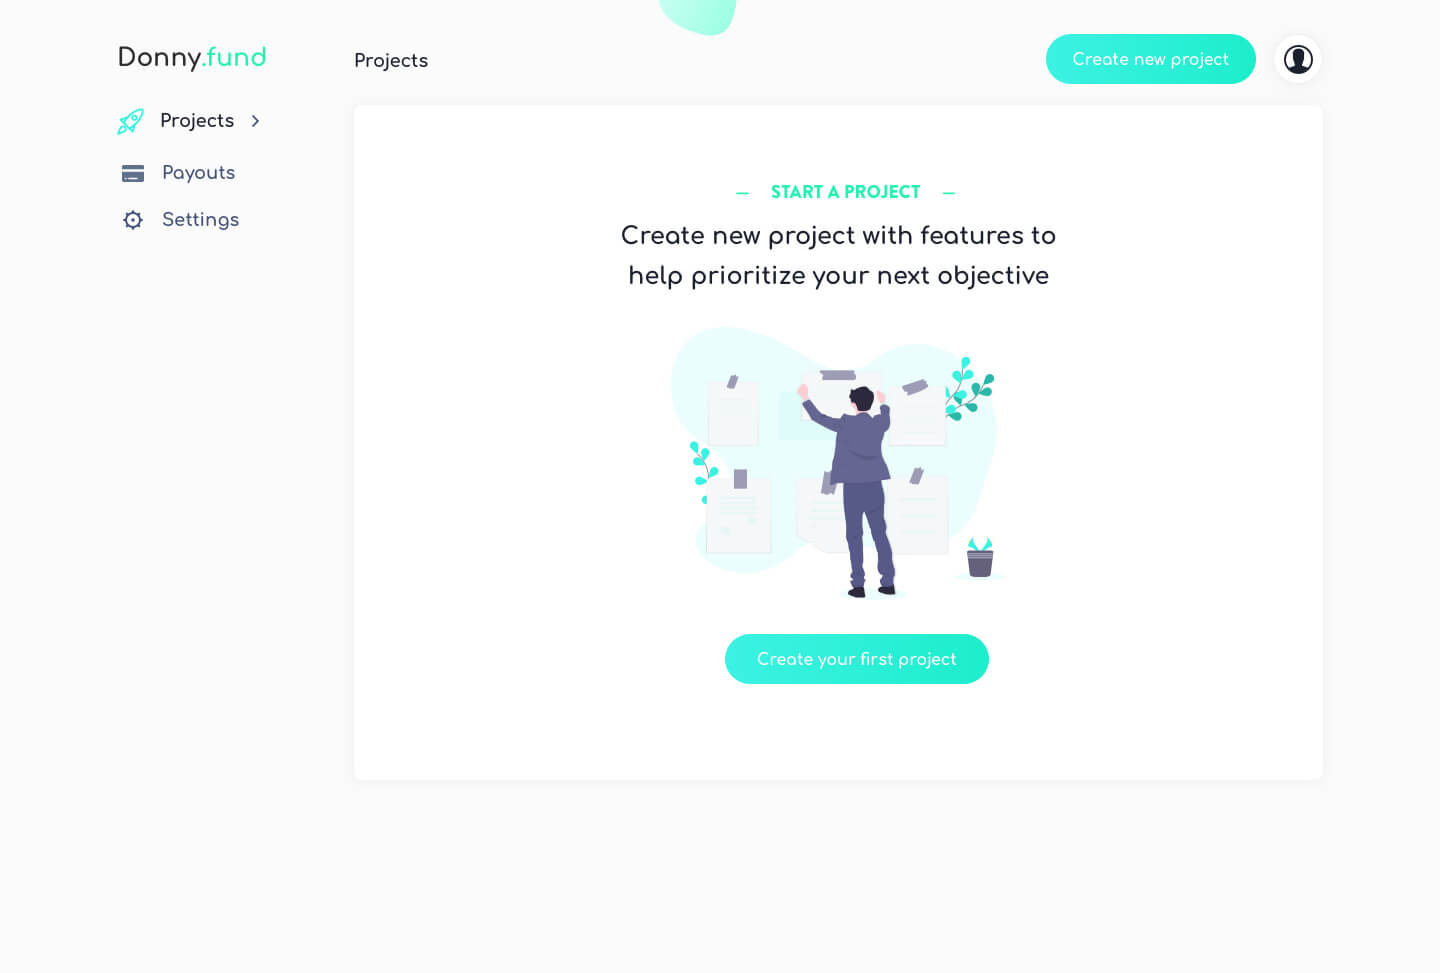 Donny.fund
Projects
Create new project
Projects
Payouts
Settings
— START A PROJECT —
Create new project with features to
help prioritize your next objective
Create your first project